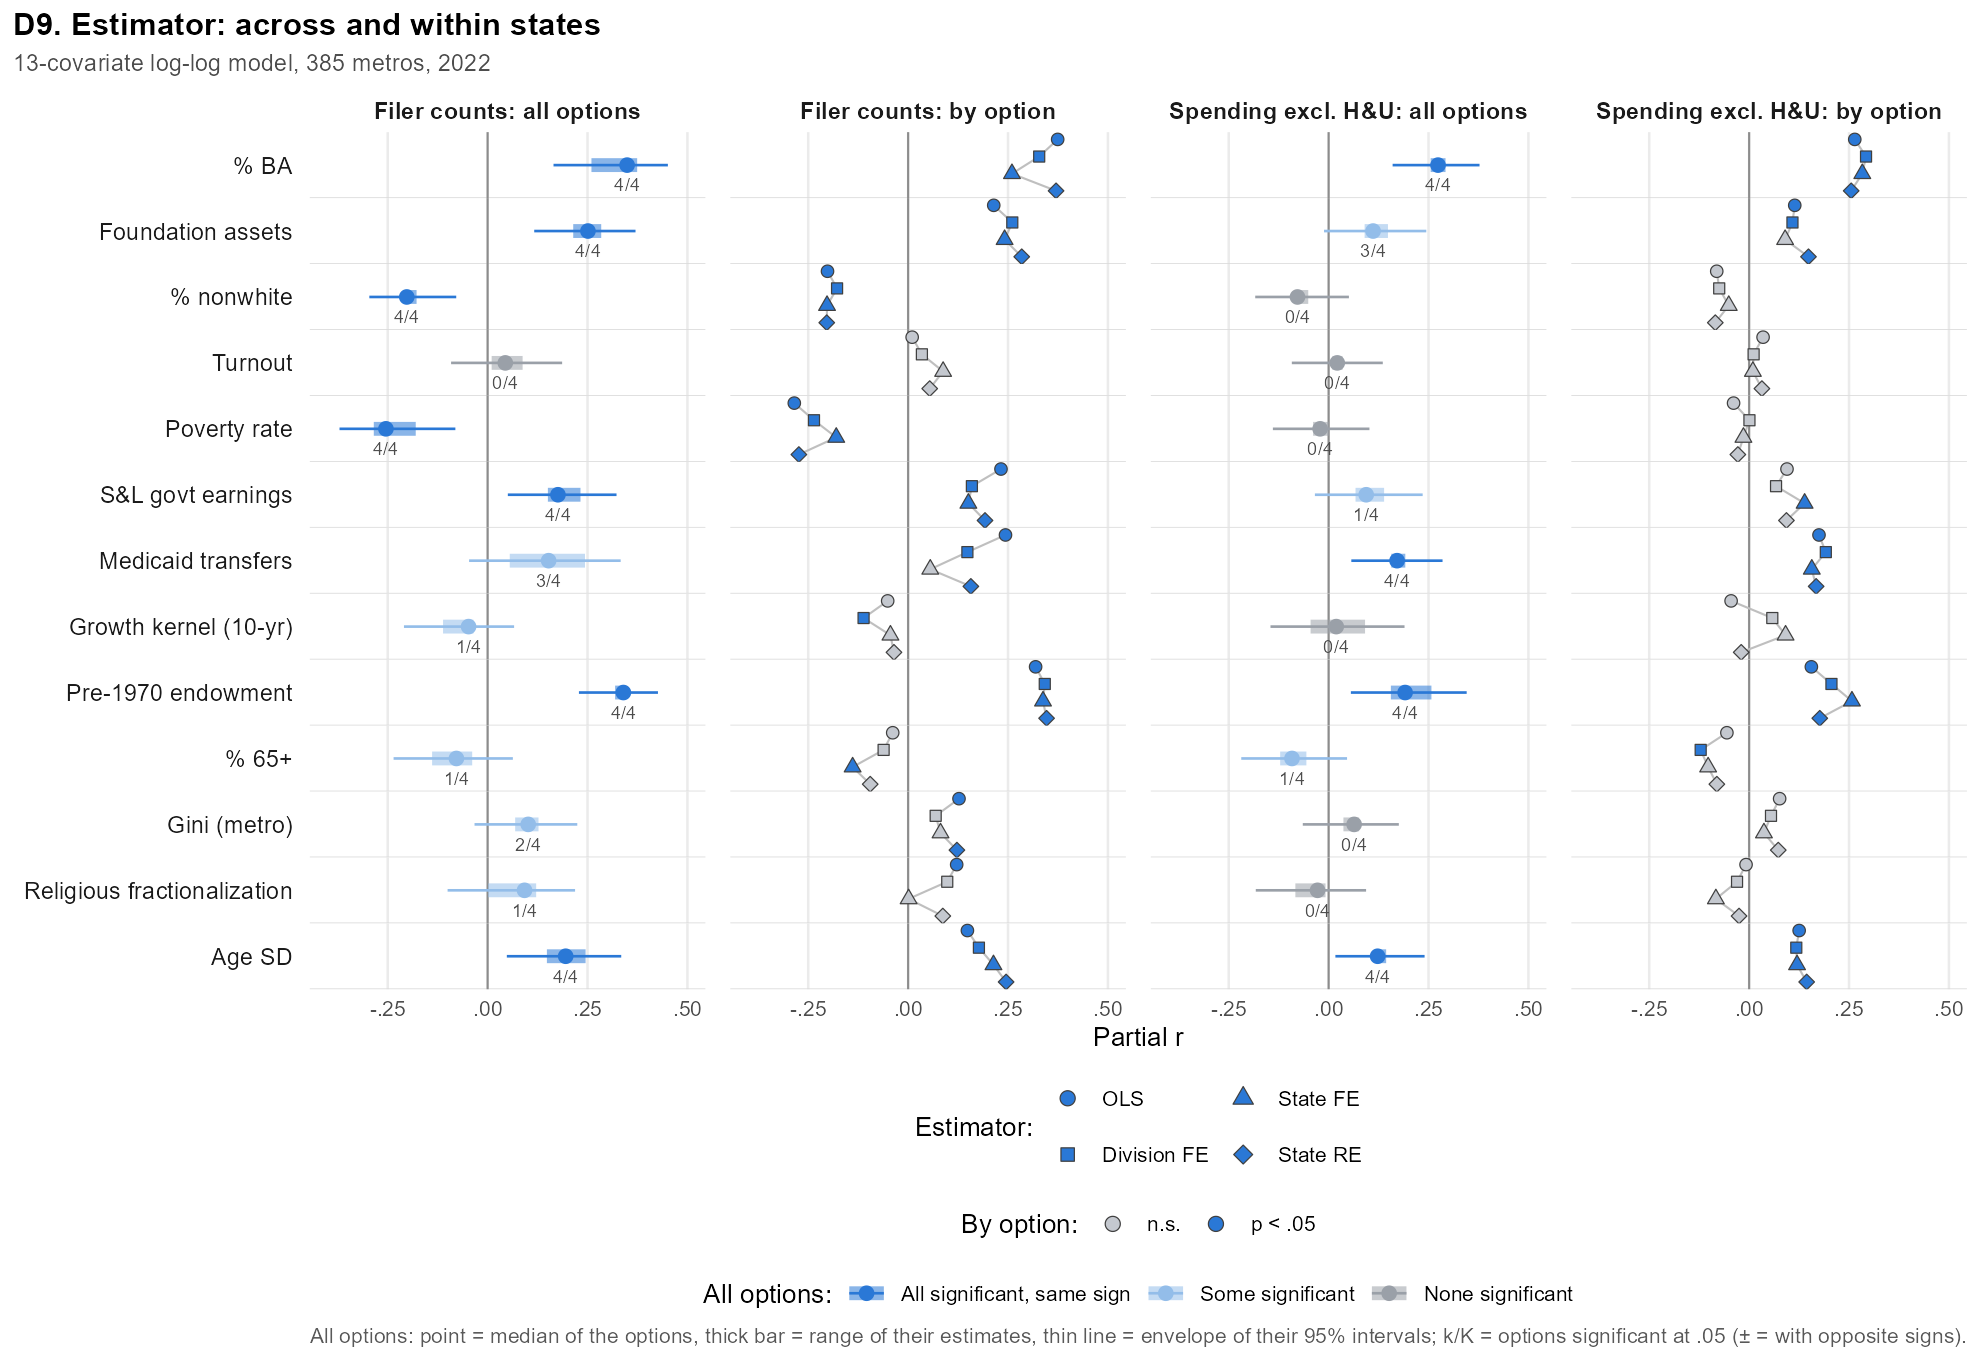 D9. Estimator: across and within states
13-covariate log-log model, 385 metros, 2022
Filer counts: all options
Filer counts: by option
Spending excl. H&U: all options
Spending excl. H&U: by option
% BA
4/4
4/4
Foundation assets
4/4
3/4
% nonwhite
4/4
0/4
Turnout
0/4
0/4
Poverty rate
4/4
0/4
S&L govt earnings
4/4
1/4
Medicaid transfers
3/4
4/4
Growth kernel (10-yr)
1/4
0/4
Pre-1970 endowment
4/4
4/4
% 65+
1/4
1/4
Gini (metro)
2/4
0/4
Religious fractionalization
1/4
0/4
Age SD
4/4
4/4
-.25 .00 .25 .50
-.25 .00 .25 .50
-.25 .00 .25 .50
-.25 .00 .25 .50
Partial r
Estimator:
OLS
State FE
Division FE
State RE
By option: n.s. p < .05
All options: All significant, same sign Some significant None significant
All options: point = median of the options, thick bar = range of their estimates, thin line = envelope of their 95% intervals; k/K = options significant at .05 (± = with opposite signs).